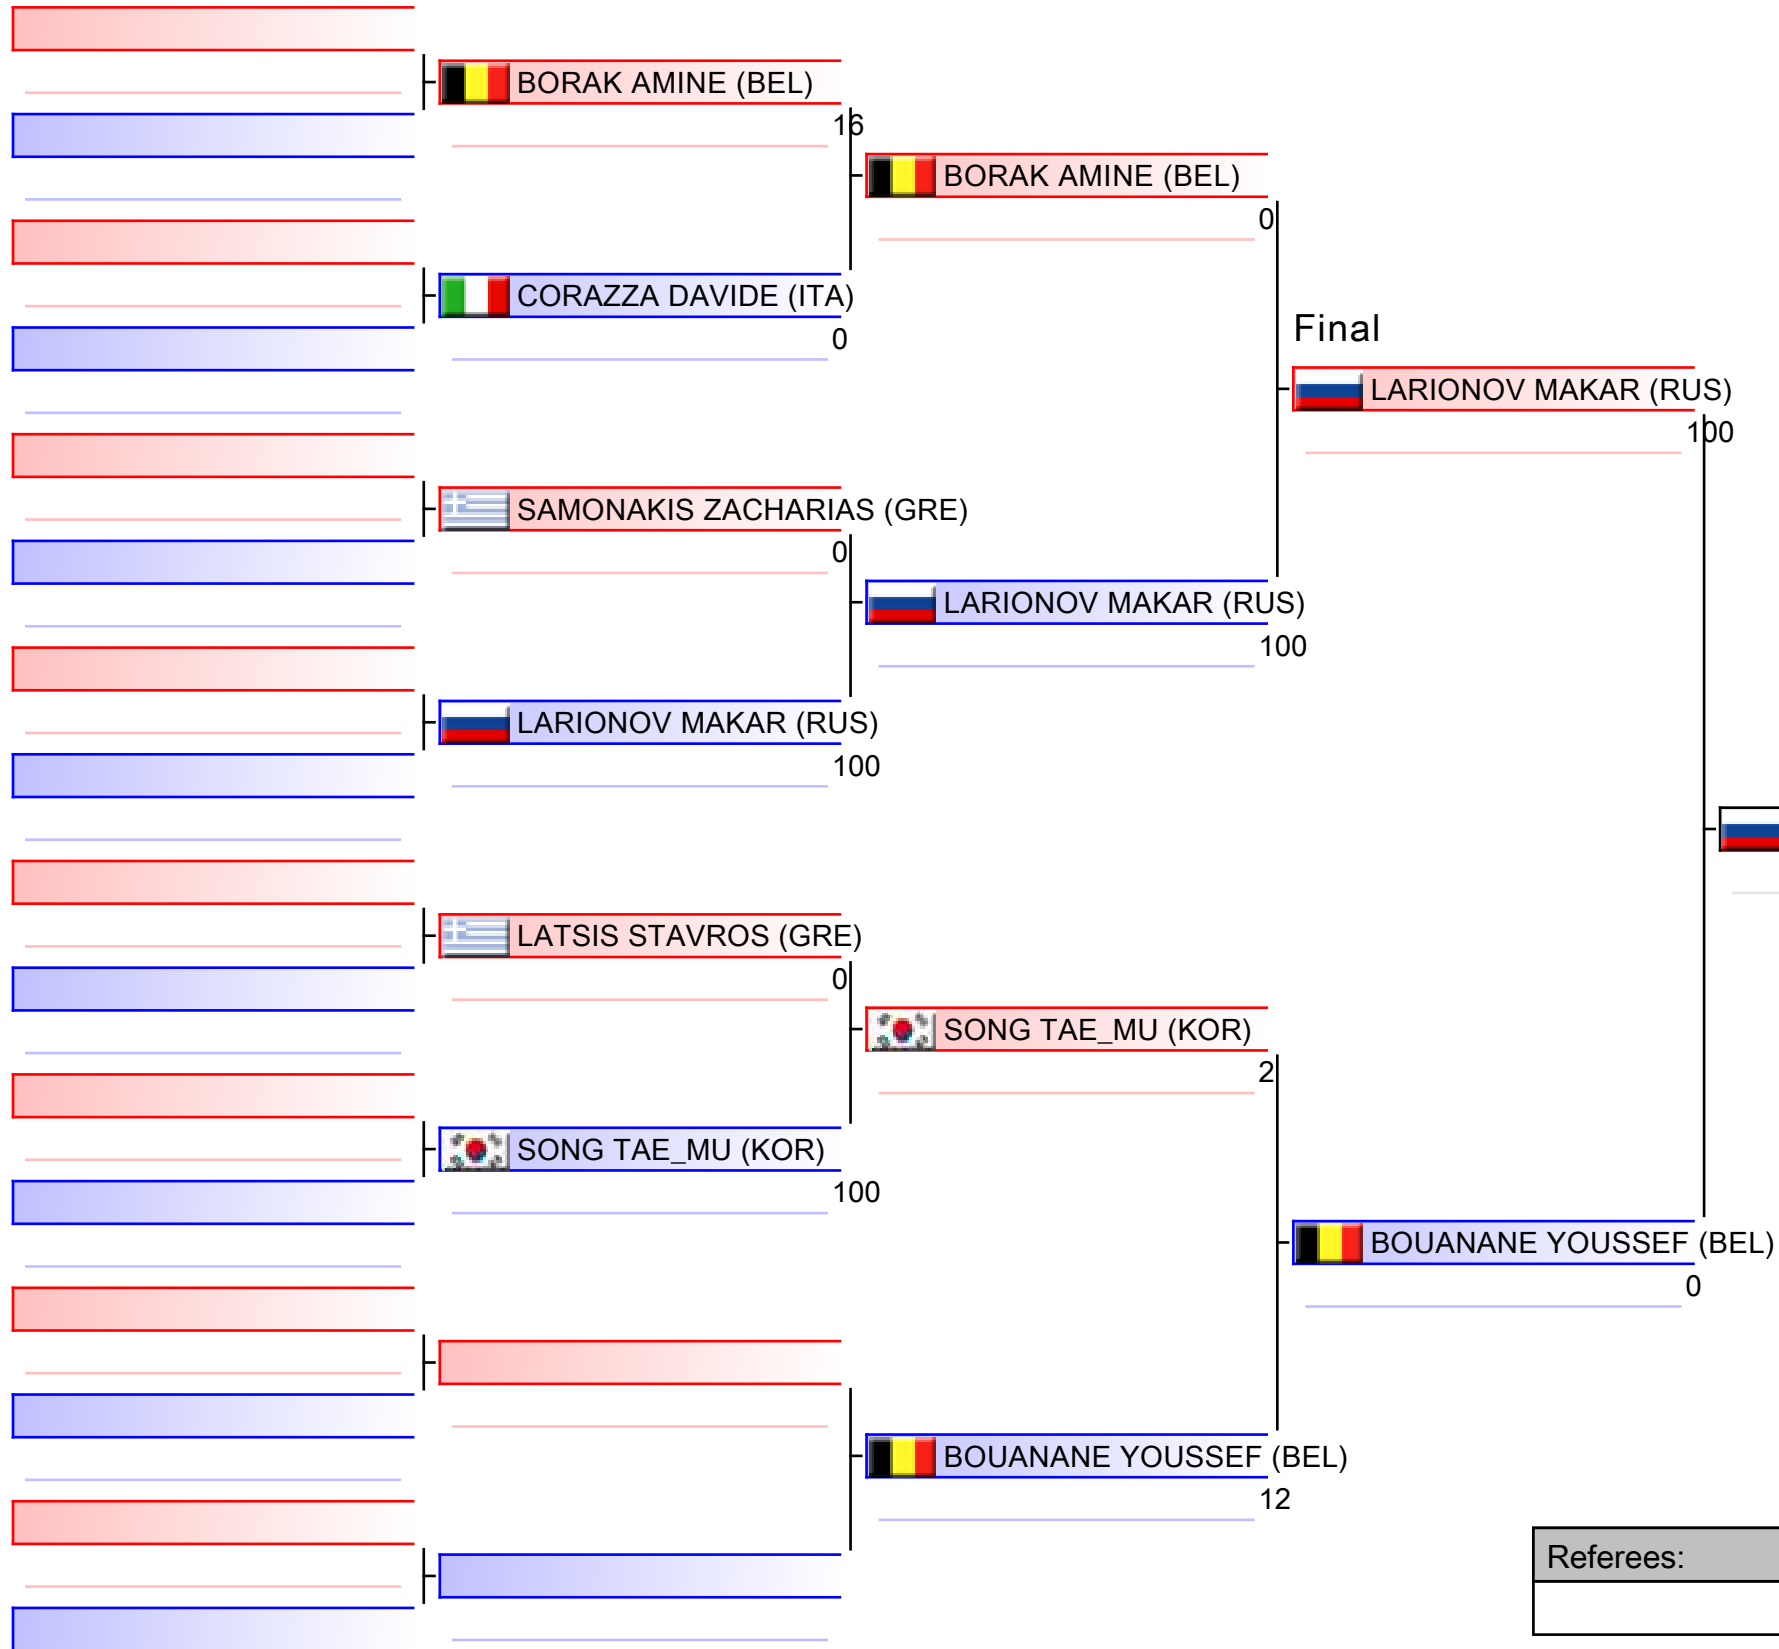 BORAK AMINE (BEL)
16
BORAK AMINE (BEL)
0
CORAZZA DAVIDE (ITA)
0
Final
LARIONOV MAKAR (RUS)
100
SAMONAKIS ZACHARIAS (GRE)
0
LARIONOV MAKAR (RUS)
100
LARIONOV MAKAR (RUS)
100
LATSIS STAVROS (GRE)
0
SONG TAE_MU (KOR)
2
SONG TAE_MU (KOR)
100
BOUANANE YOUSSEF (BEL)
0
BOUANANE YOUSSEF (BEL)
12
Referees: